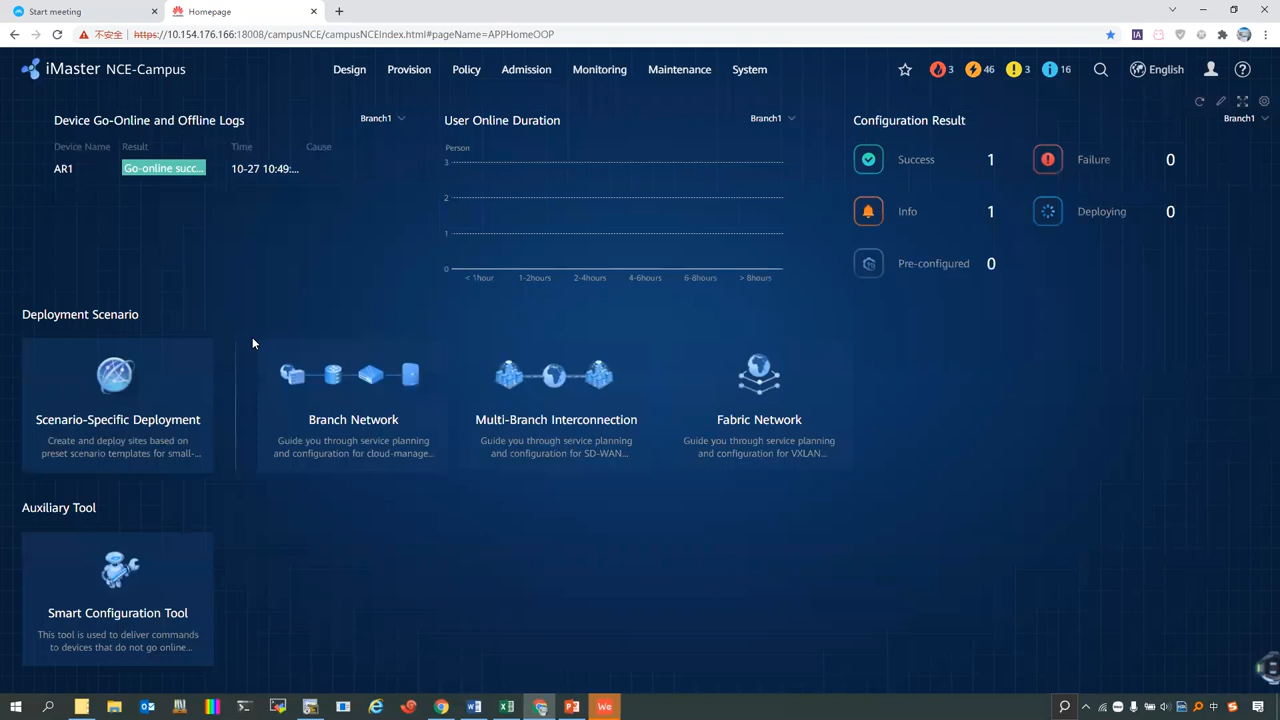 Start meeting
Homepage
不安全
https://10.154.176.166:18008/campusNCE/campusNCEIndex.html#pageName=APPHomeOOP
IA
iMaster NCE-Campus
Design Provision Policy Admission Monitoring Maintenance System
3 46 3 16
English
Device Go-Online and Offline Logs
Branch1
Device Name Result Time Cause
AR1 Go-online succ... 10-27 10:49:...
User Online Duration
Branch1
Person
3
2
1
0
< 1hour 1-2hours 2-4hours 4-6hours 6-8hours > 8hours
Configuration Result
Branch1
Success 1 Failure 0
Info 1 Deploying 0
Pre-configured 0
Deployment Scenario
Scenario-Specific Deployment
Create and deploy sites based on
preset scenario templates for small-...
Branch Network
Guide you through service planning
and configuration for cloud-manage...
Multi-Branch Interconnection
Guide you through service planning
and configuration for SD-WAN...
Fabric Network
Guide you through service planning
and configuration for VXLAN...
Auxiliary Tool
Smart Configuration Tool
This tool is used to deliver commands
to devices that do not go online...
We
中